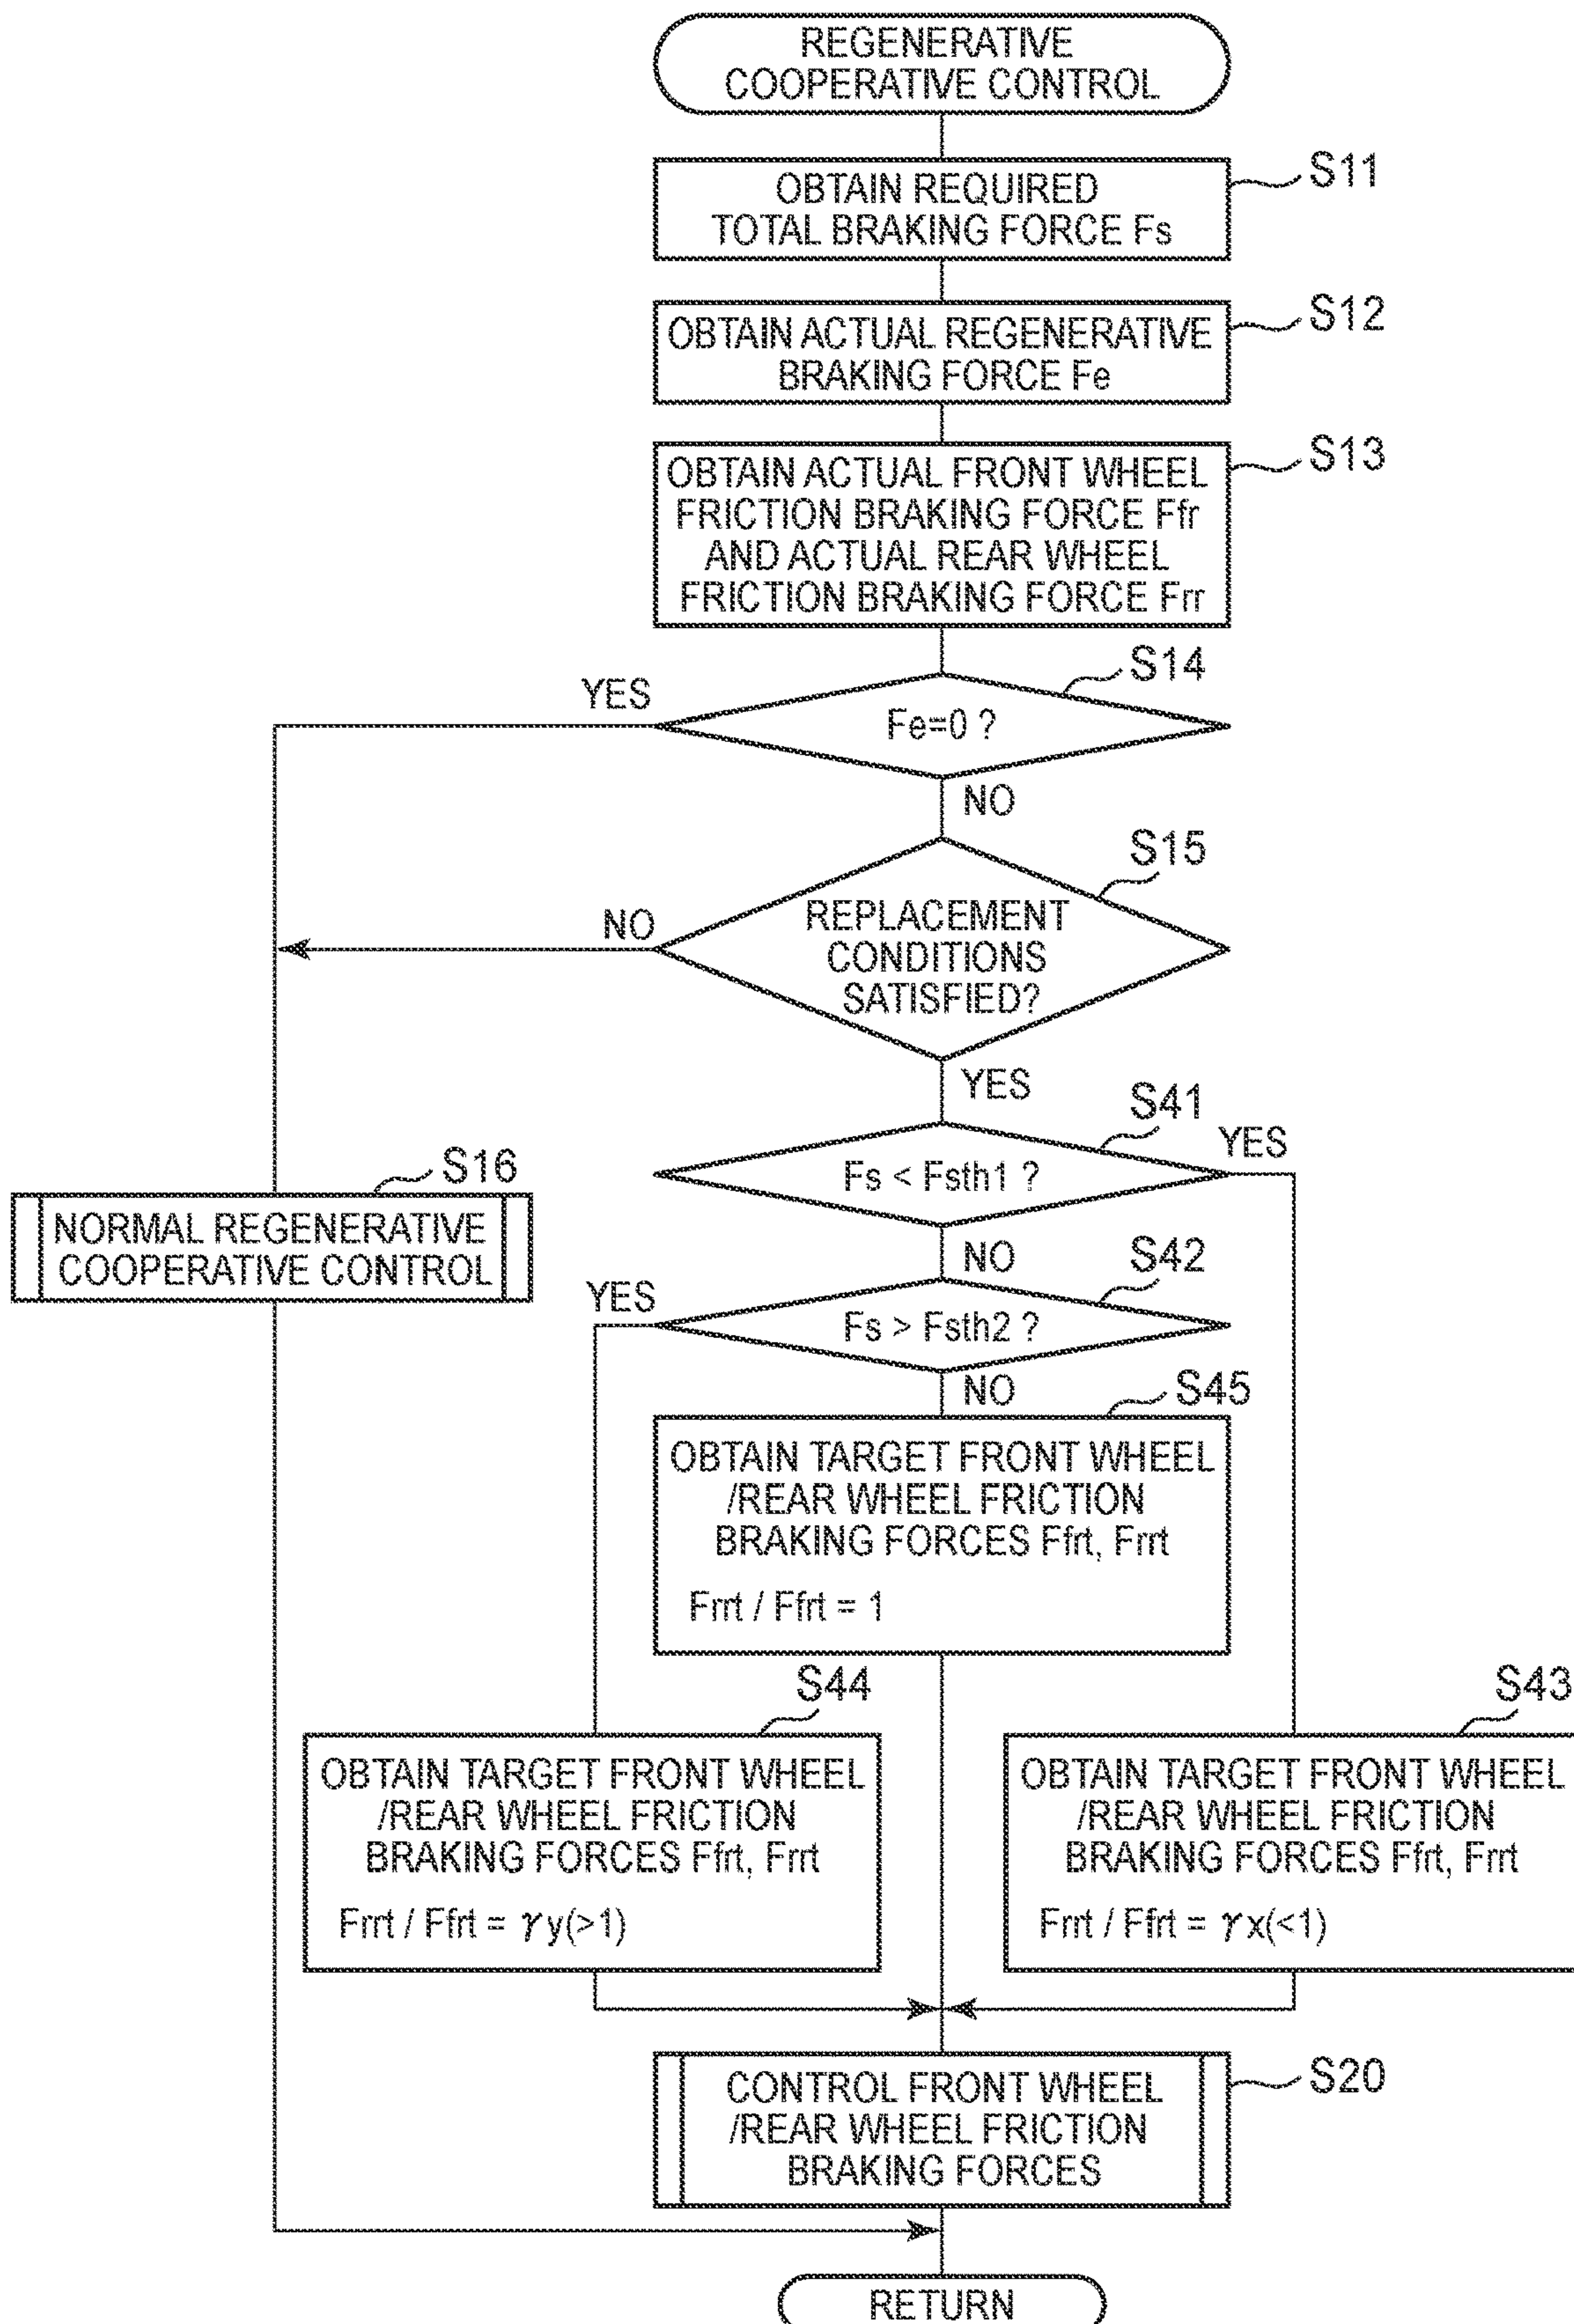 REGENERATIVE
COOPERATIVE CONTROL
S11
OBTAIN REQUIRED
TOTAL BRAKING FORCE Fs
S12
OBTAIN ACTUAL REGENERATIVE
BRAKING FORCE Fe
S13
OBTAIN ACTUAL FRONT WHEEL
FRICTION BRAKING FORCE Ffr
AND ACTUAL REAR WHEEL
FRICTION BRAKING FORCE Frr
S14
YES
Fe=0 ?
NO
S15
NO
REPLACEMENT
CONDITIONS
SATISFIED?
YES
S41
YES
Fs < Fsth1 ?
S16
NORMAL REGENERATIVE
COOPERATIVE CONTROL
NO
S42
YES
Fs > Fsth2 ?
NO
S45
OBTAIN TARGET FRONT WHEEL
/REAR WHEEL FRICTION
BRAKING FORCES Ffrt, Frrt
Frrt / Ffrt = 1
S44
OBTAIN TARGET FRONT WHEEL
/REAR WHEEL FRICTION
BRAKING FORCES Ffrt, Frrt
Frrt / Ffrt = γy(>1)
S43
OBTAIN TARGET FRONT WHEEL
/REAR WHEEL FRICTION
BRAKING FORCES Ffrt, Frrt
Frrt / Ffrt = γx(<1)
S20
CONTROL FRONT WHEEL
/REAR WHEEL FRICTION
BRAKING FORCES
RETURN